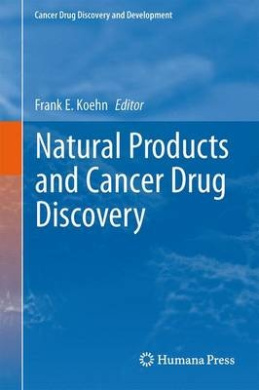 Cancer Drug Discovery and Development
Frank E. Koehn Editor
Natural Products
and Cancer Drug
Discovery
Humana Press